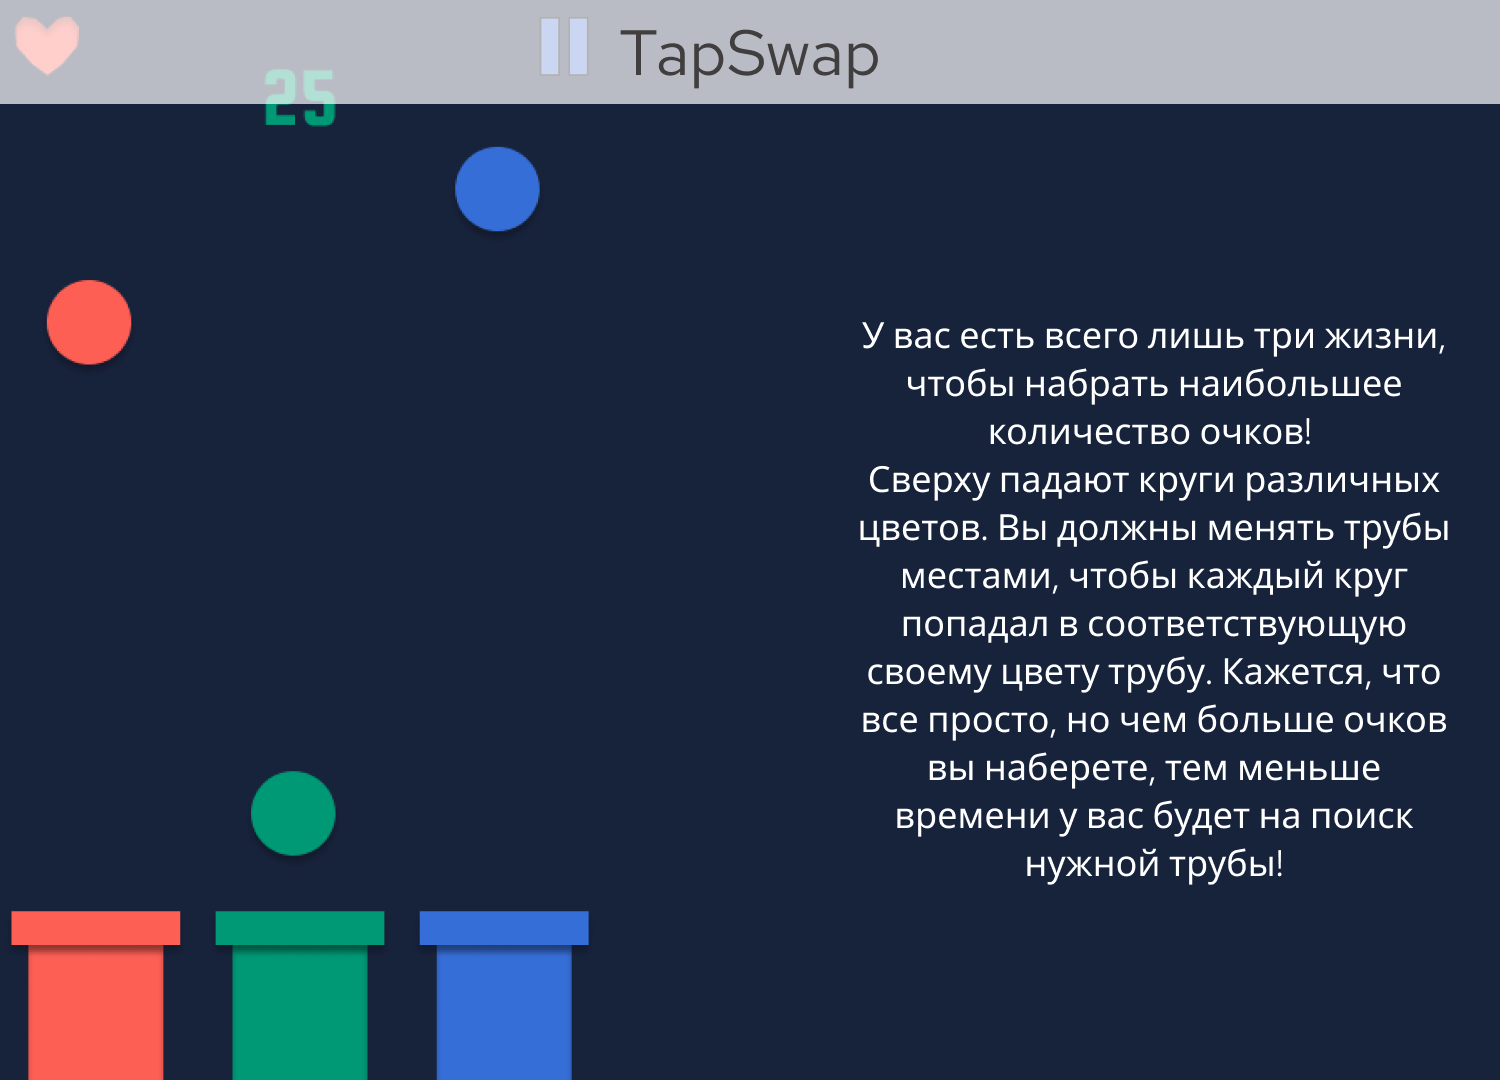 TapSwap
25
У вас есть всего лишь три жизни,
чтобы набрать наибольшее
количество очков!
Сверху падают круги различных
цветов. Вы должны менять трубы
местами, чтобы каждый круг
попадал в соответствующую
своему цвету трубу. Кажется, что
все просто, но чем больше очков
вы наберете, тем меньше
времени у вас будет на поиск
нужной трубы!